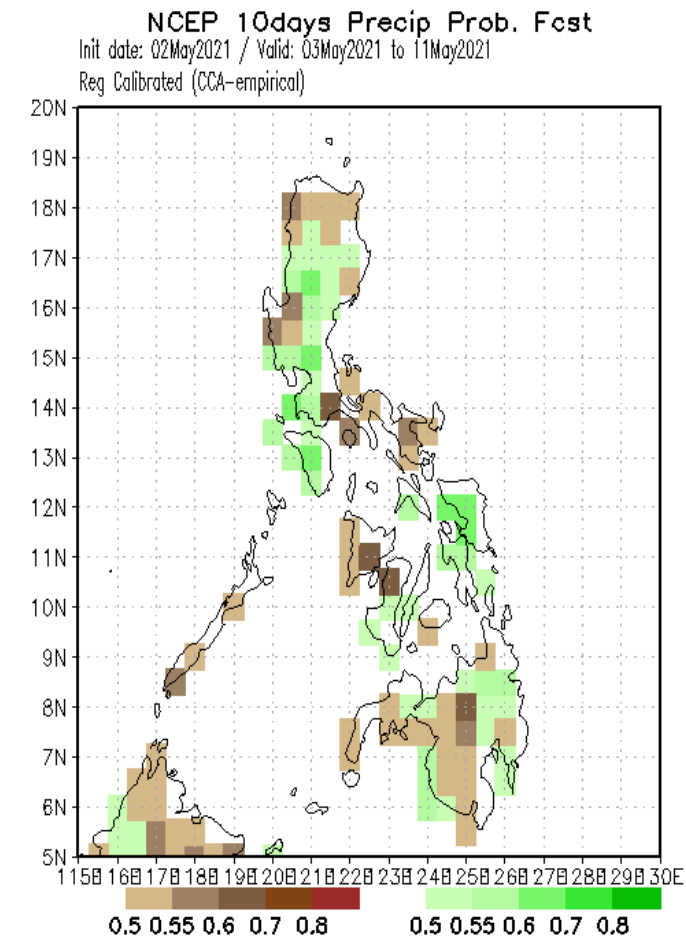 NCEP 10days Precip Prob. Fcst
Init date: 02May2021 / Valid: 03May2021 to 11May2021
Reg Calibrated (CCA-empirical)
20N
19N
18N
17N
16N
15N
14N
13N
12N
11N
10N
9N
8N
7N
6N
5N
115E 116E 117E 118E 119E 120E 121E 122E 123E 124E 125E 126E 127E 128E 129E 130E
0.5 0.55 0.6 0.7 0.8 0.5 0.55 0.6 0.7 0.8